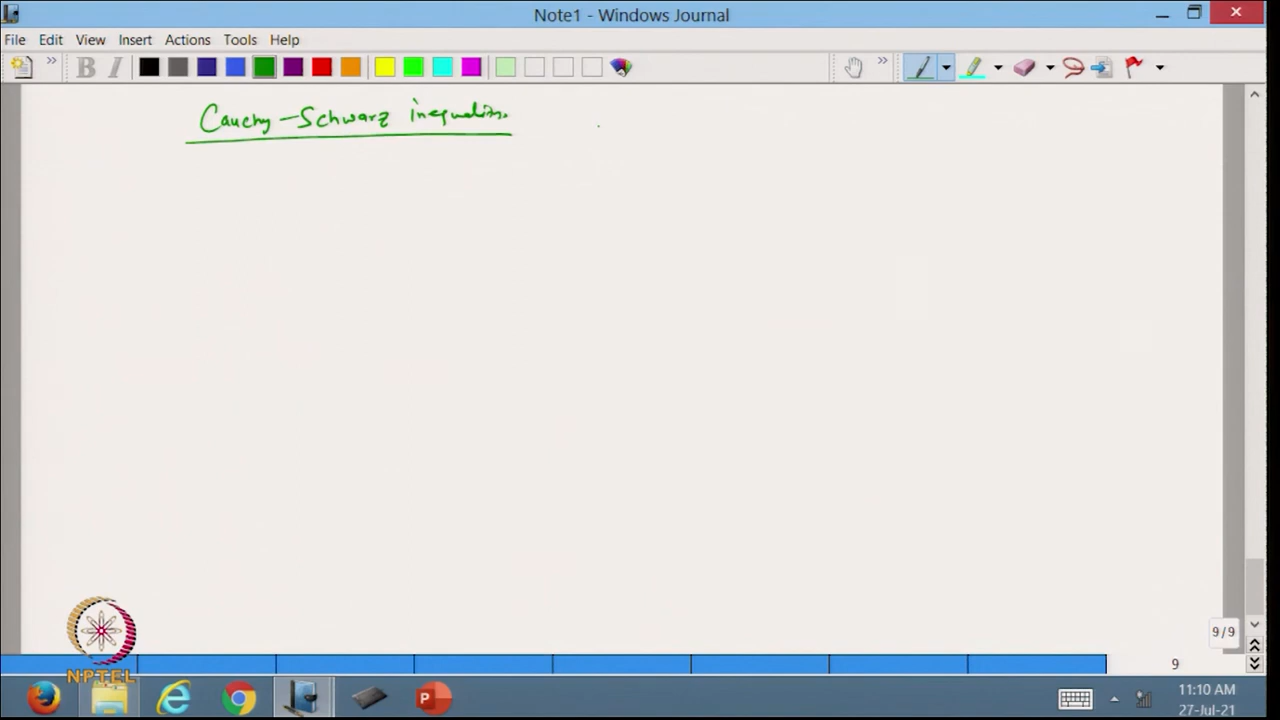 Note1 - Windows Journal
File Edit View Insert Actions Tools Help
B I
Cauchy-Schwarz inequality.
9/9
9
NPTEL
11:10 AM
27-Jul-21